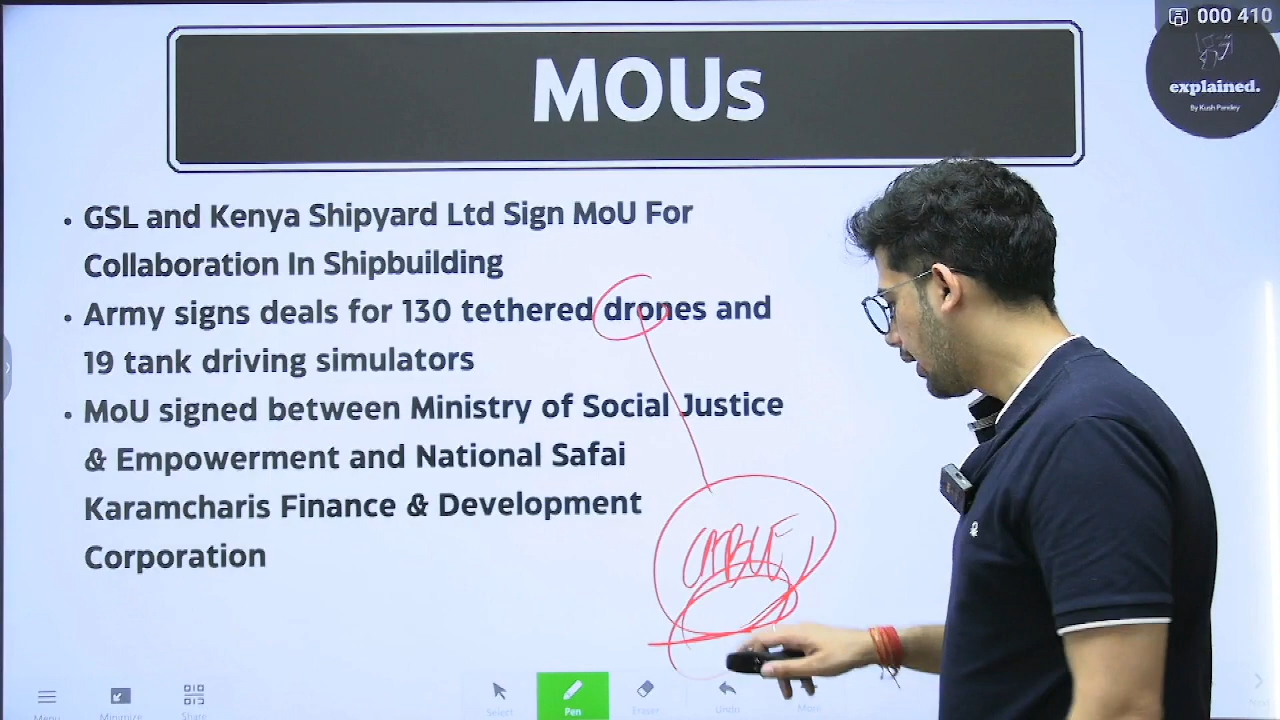 000 410
explained.
By Kush Pandey
MOUs
• GSL and Kenya Shipyard Ltd Sign MoU For
Collaboration In Shipbuilding
• Army signs deals for 130 tethered drones and
19 tank driving simulators
• MoU signed between Ministry of Social Justice
& Empowerment and National Safai
Karamcharis Finance & Development
Corporation
CABLE
Menu Minimize Share Select Pen Eraser Undo More Next